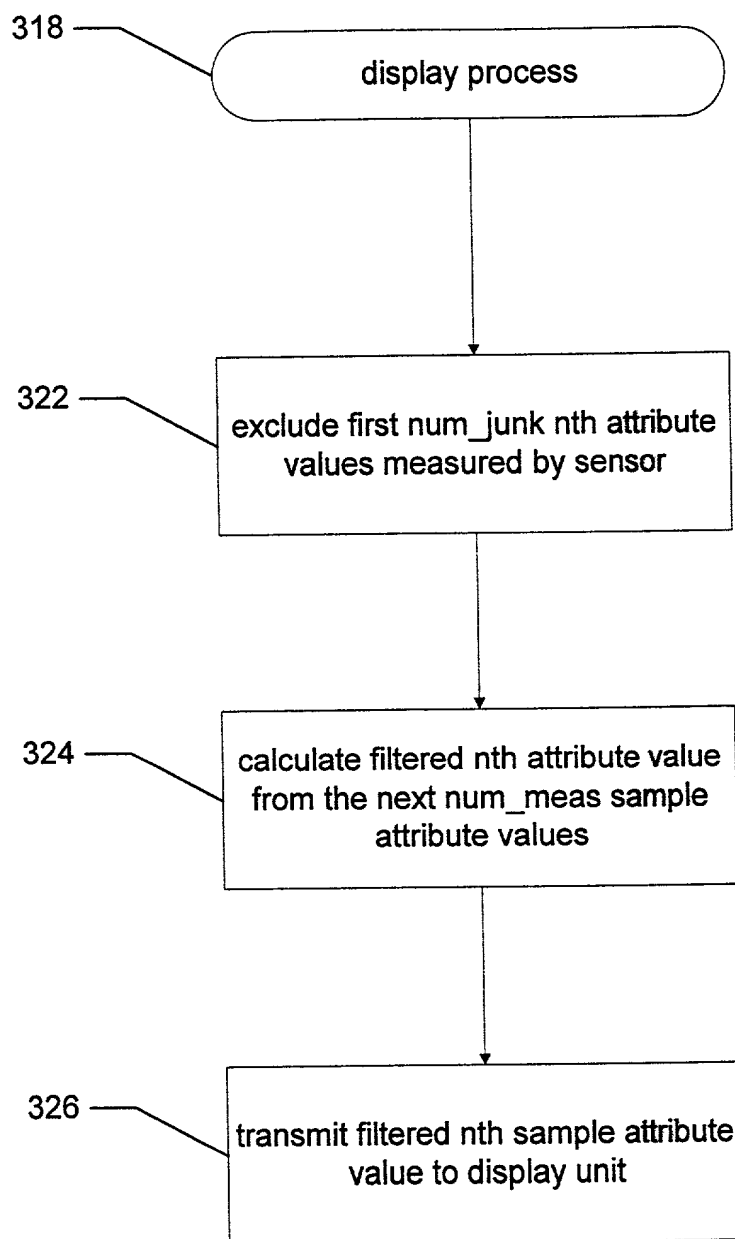 318
display process
322
exclude first num_junk nth attribute
values measured by sensor
324
calculate filtered nth attribute value
from the next num_meas sample
attribute values
326
transmit filtered nth sample attribute
value to display unit